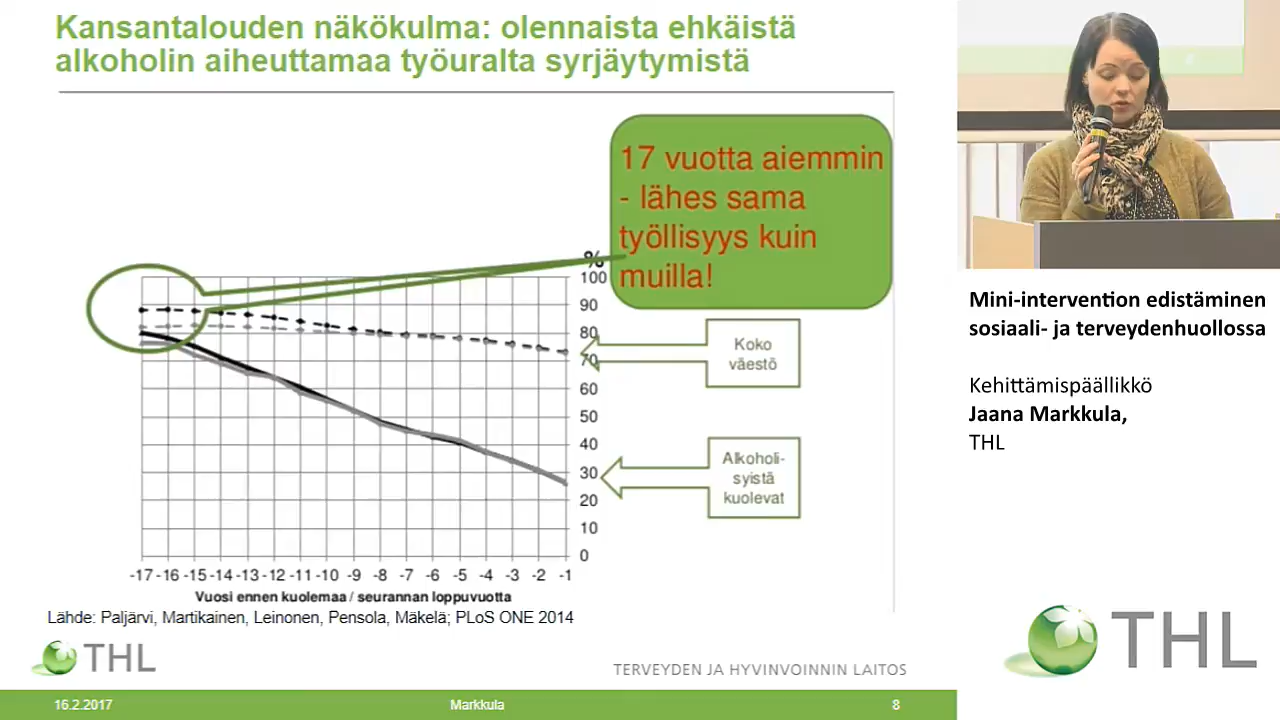 Kansantalouden näkökulma: olennaista ehkäistä
alkoholin aiheuttamaa työuralta syrjäytymistä
17 vuotta aiemmin
- lähes sama
työllisyys kuin
muilla!
%
100
90
80
70
60
50
40
30
20
10
0
Koko
väestö
Alkoholi-
syistä
kuolevat
-17 -16 -15 -14 -13 -12 -11 -10 -9 -8 -7 -6 -5 -4 -3 -2 -1
Vuosi ennen kuolemaa / seurannan loppuvuotta
Lähde: Paljärvi, Martikainen, Leinonen, Pensola, Mäkelä; PLoS ONE 2014
THL
TERVEYDEN JA HYVINVOINNIN LAITOS
16.2.2017
Markkula
8
Mini-intervention edistäminen
sosiaali- ja terveydenhuollossa
Kehittämispäällikkö
Jaana Markkula,
THL
THL